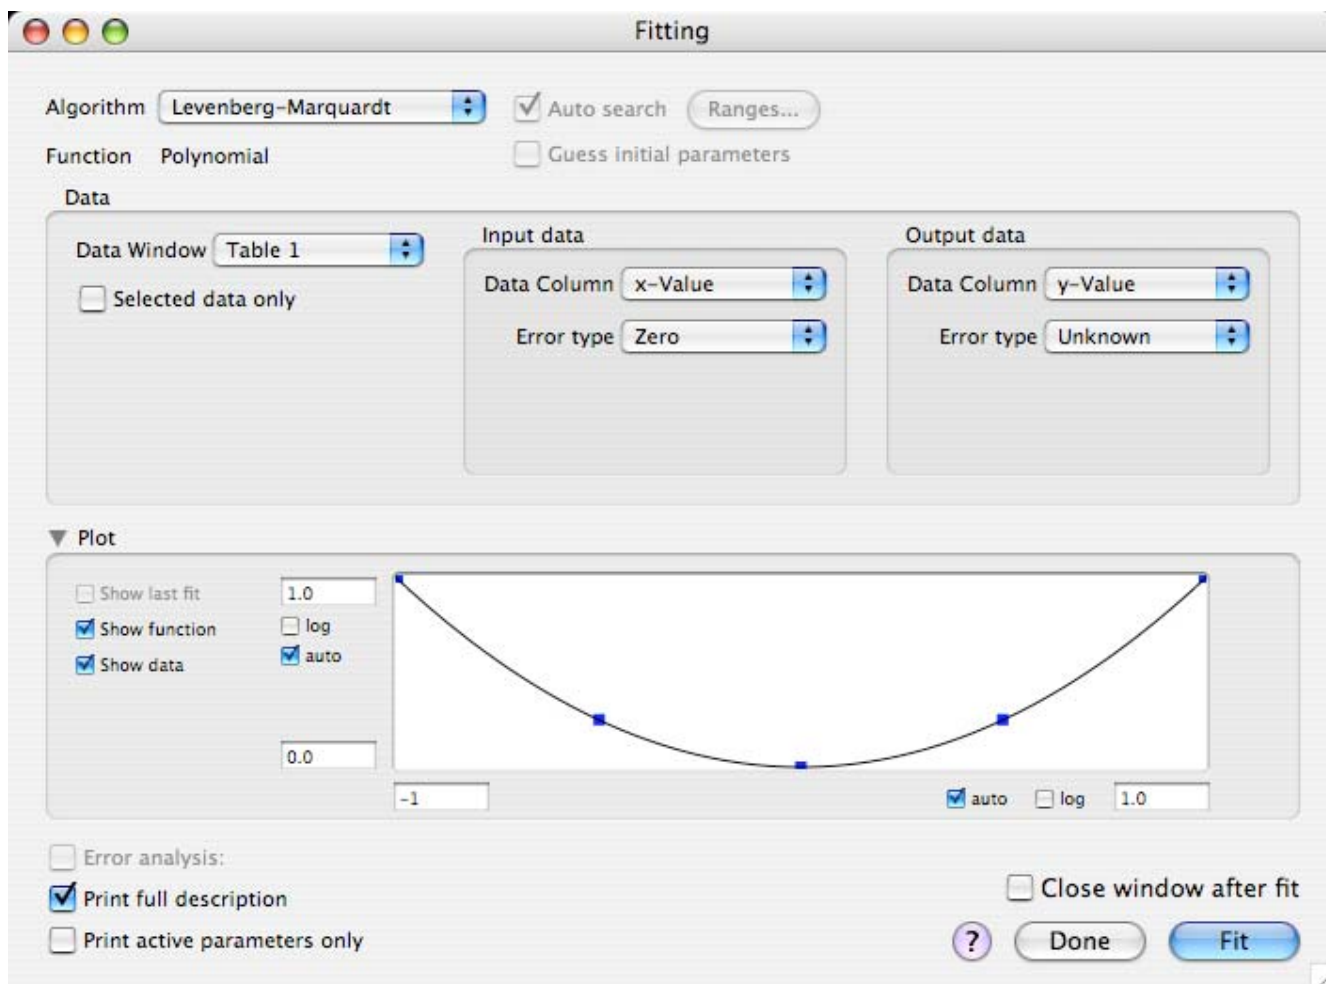 Fitting
Algorithm Levenberg-Marquardt Auto search Ranges...
Function Polynomial Guess initial parameters
Data
Data Window Table 1
Selected data only
Input data
Data Column x-Value
Error type Zero
Output data
Data Column y-Value
Error type Unknown
Plot
Show last fit
Show function
Show data
1.0
log
auto
0.0
-1
auto log 1.0
Error analysis:
Print full description
Print active parameters only
Close window after fit
? Done Fit